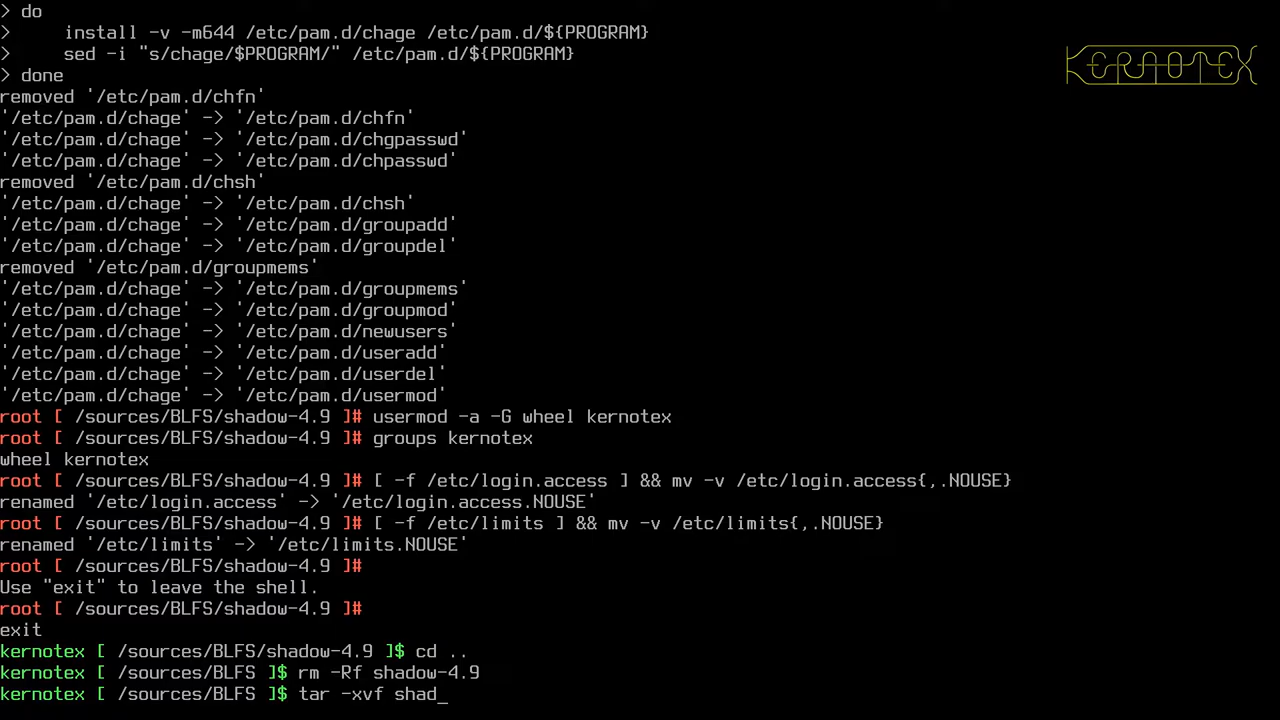 > do
>     install -v -m644 /etc/pam.d/chage /etc/pam.d/${PROGRAM}
>     sed -i "s/chage/$PROGRAM/" /etc/pam.d/${PROGRAM}
> done
removed '/etc/pam.d/chfn'
'/etc/pam.d/chage' -> '/etc/pam.d/chfn'
'/etc/pam.d/chage' -> '/etc/pam.d/chgpasswd'
'/etc/pam.d/chage' -> '/etc/pam.d/chpasswd'
removed '/etc/pam.d/chsh'
'/etc/pam.d/chage' -> '/etc/pam.d/chsh'
'/etc/pam.d/chage' -> '/etc/pam.d/groupadd'
'/etc/pam.d/chage' -> '/etc/pam.d/groupdel'
removed '/etc/pam.d/groupmems'
'/etc/pam.d/chage' -> '/etc/pam.d/groupmems'
'/etc/pam.d/chage' -> '/etc/pam.d/groupmod'
'/etc/pam.d/chage' -> '/etc/pam.d/newusers'
'/etc/pam.d/chage' -> '/etc/pam.d/useradd'
'/etc/pam.d/chage' -> '/etc/pam.d/userdel'
'/etc/pam.d/chage' -> '/etc/pam.d/usermod'
root [ /sources/BLFS/shadow-4.9 ]# usermod -a -G wheel kernotex
root [ /sources/BLFS/shadow-4.9 ]# groups kernotex
wheel kernotex
root [ /sources/BLFS/shadow-4.9 ]# [ -f /etc/login.access ] && mv -v /etc/login.access{,.NOUSE}
renamed '/etc/login.access' -> '/etc/login.access.NOUSE'
root [ /sources/BLFS/shadow-4.9 ]# [ -f /etc/limits ] && mv -v /etc/limits{,.NOUSE}
renamed '/etc/limits' -> '/etc/limits.NOUSE'
root [ /sources/BLFS/shadow-4.9 ]#
Use "exit" to leave the shell.
root [ /sources/BLFS/shadow-4.9 ]#
exit
kernotex [ /sources/BLFS/shadow-4.9 ]$ cd ..
kernotex [ /sources/BLFS ]$ rm -Rf shadow-4.9
kernotex [ /sources/BLFS ]$ tar -xvf shad_
KERNOTEX